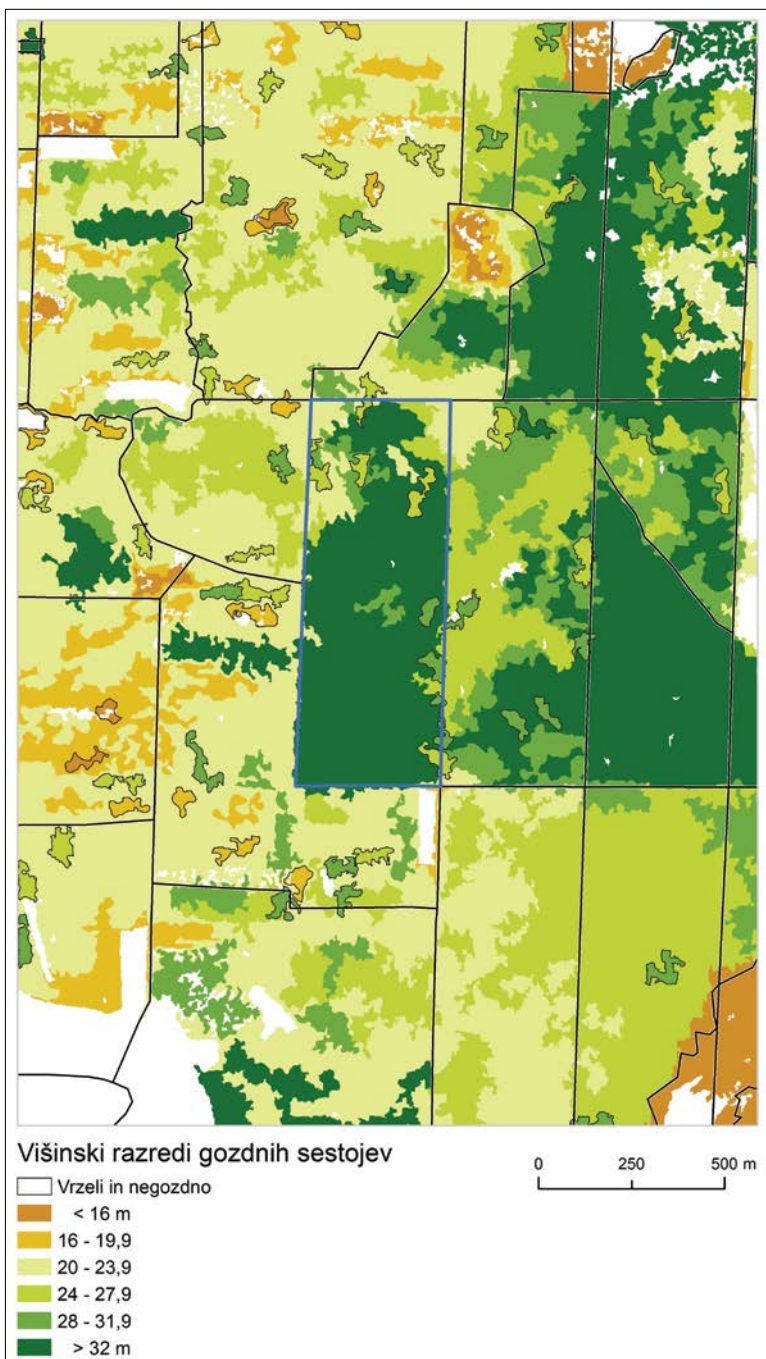 Višinski razredi gozdnih sestojev
0 250 500 m
Vrzeli in negozdno
< 16 m
16 - 19,9
20 - 23,9
24 - 27,9
28 - 31,9
> 32 m